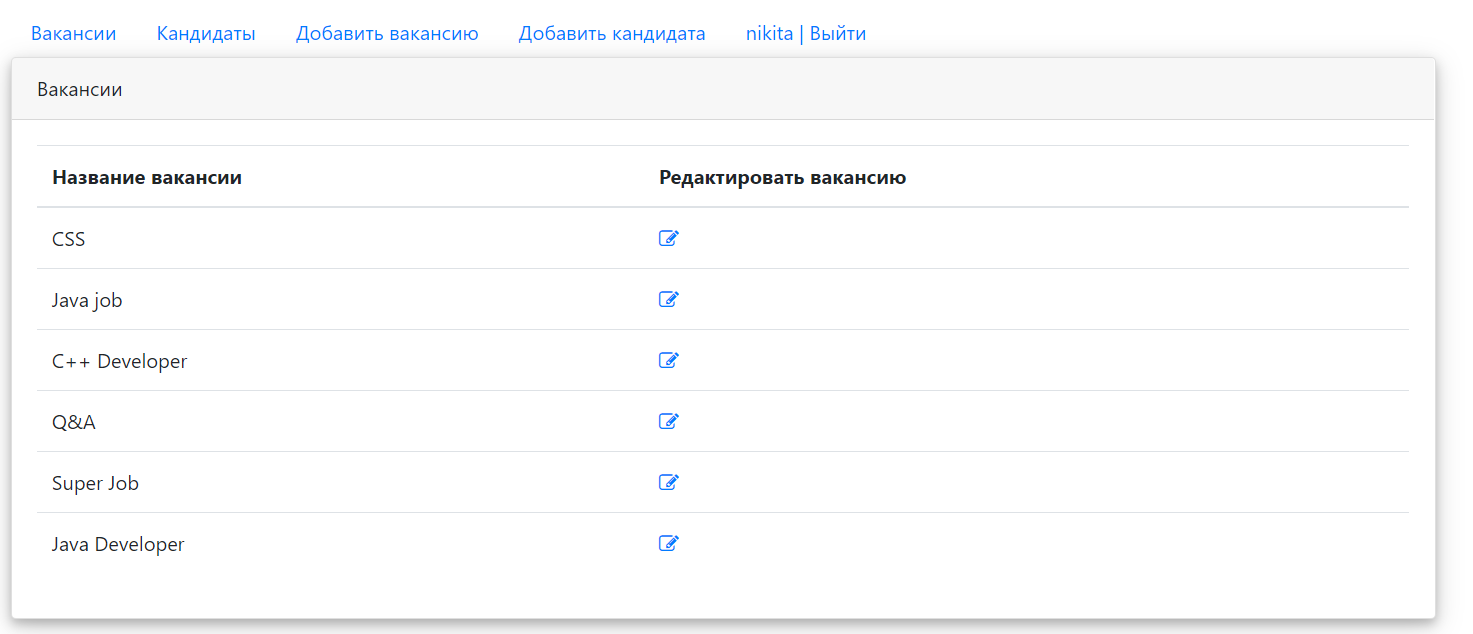 Вакансии Кандидаты Добавить вакансию Добавить кандидата nikita | Выйти
Вакансии
Название вакансии Редактировать вакансию
CSS
Java job
C++ Developer
Q&A
Super Job
Java Developer